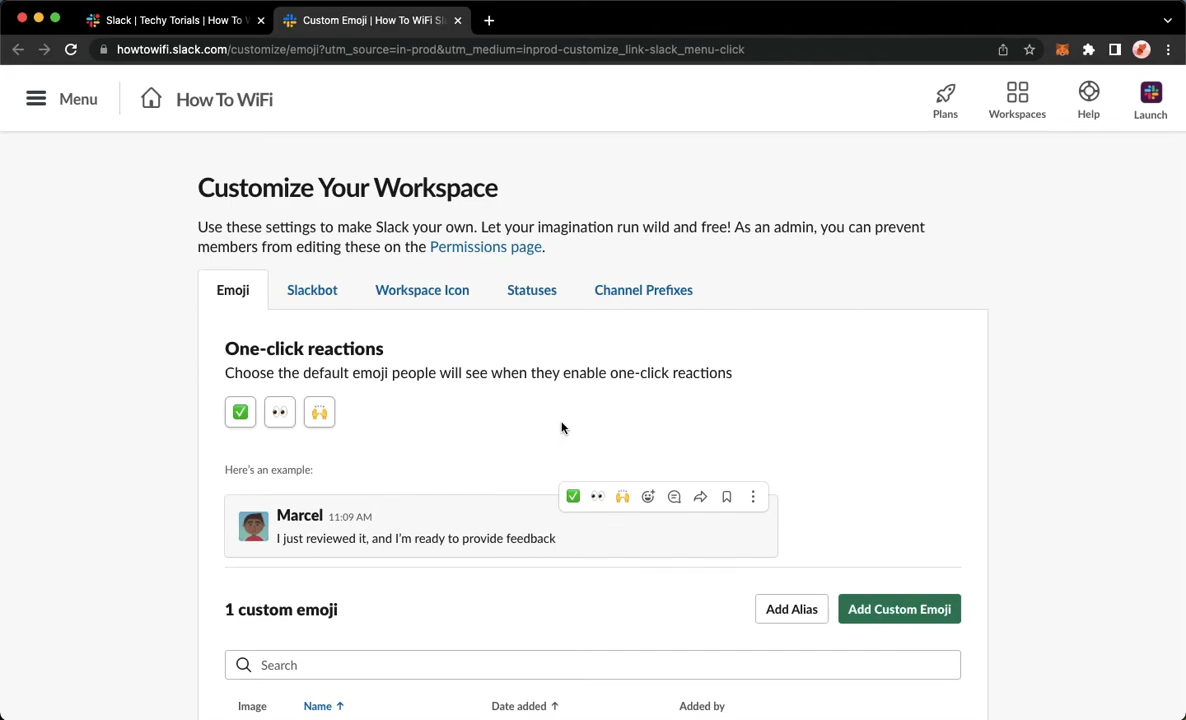 Slack | Techy Torials | How To W
Custom Emoji | How To WiFi Sl
howtowifi.slack.com/customize/emoji?utm_source=in-prod&utm_medium=inprod-customize_link-slack_menu-click
Menu
How To WiFi
Plans
Workspaces
Help
Launch
Customize Your Workspace
Use these settings to make Slack your own. Let your imagination run wild and free! As an admin, you can prevent
members from editing these on the Permissions page.
Emoji
Slackbot
Workspace Icon
Statuses
Channel Prefixes
One-click reactions
Choose the default emoji people will see when they enable one-click reactions
Here's an example:
Marcel 11:09 AM
I just reviewed it, and I'm ready to provide feedback
1 custom emoji
Add Alias
Add Custom Emoji
Search
Image
Name ↑
Date added ↑
Added by